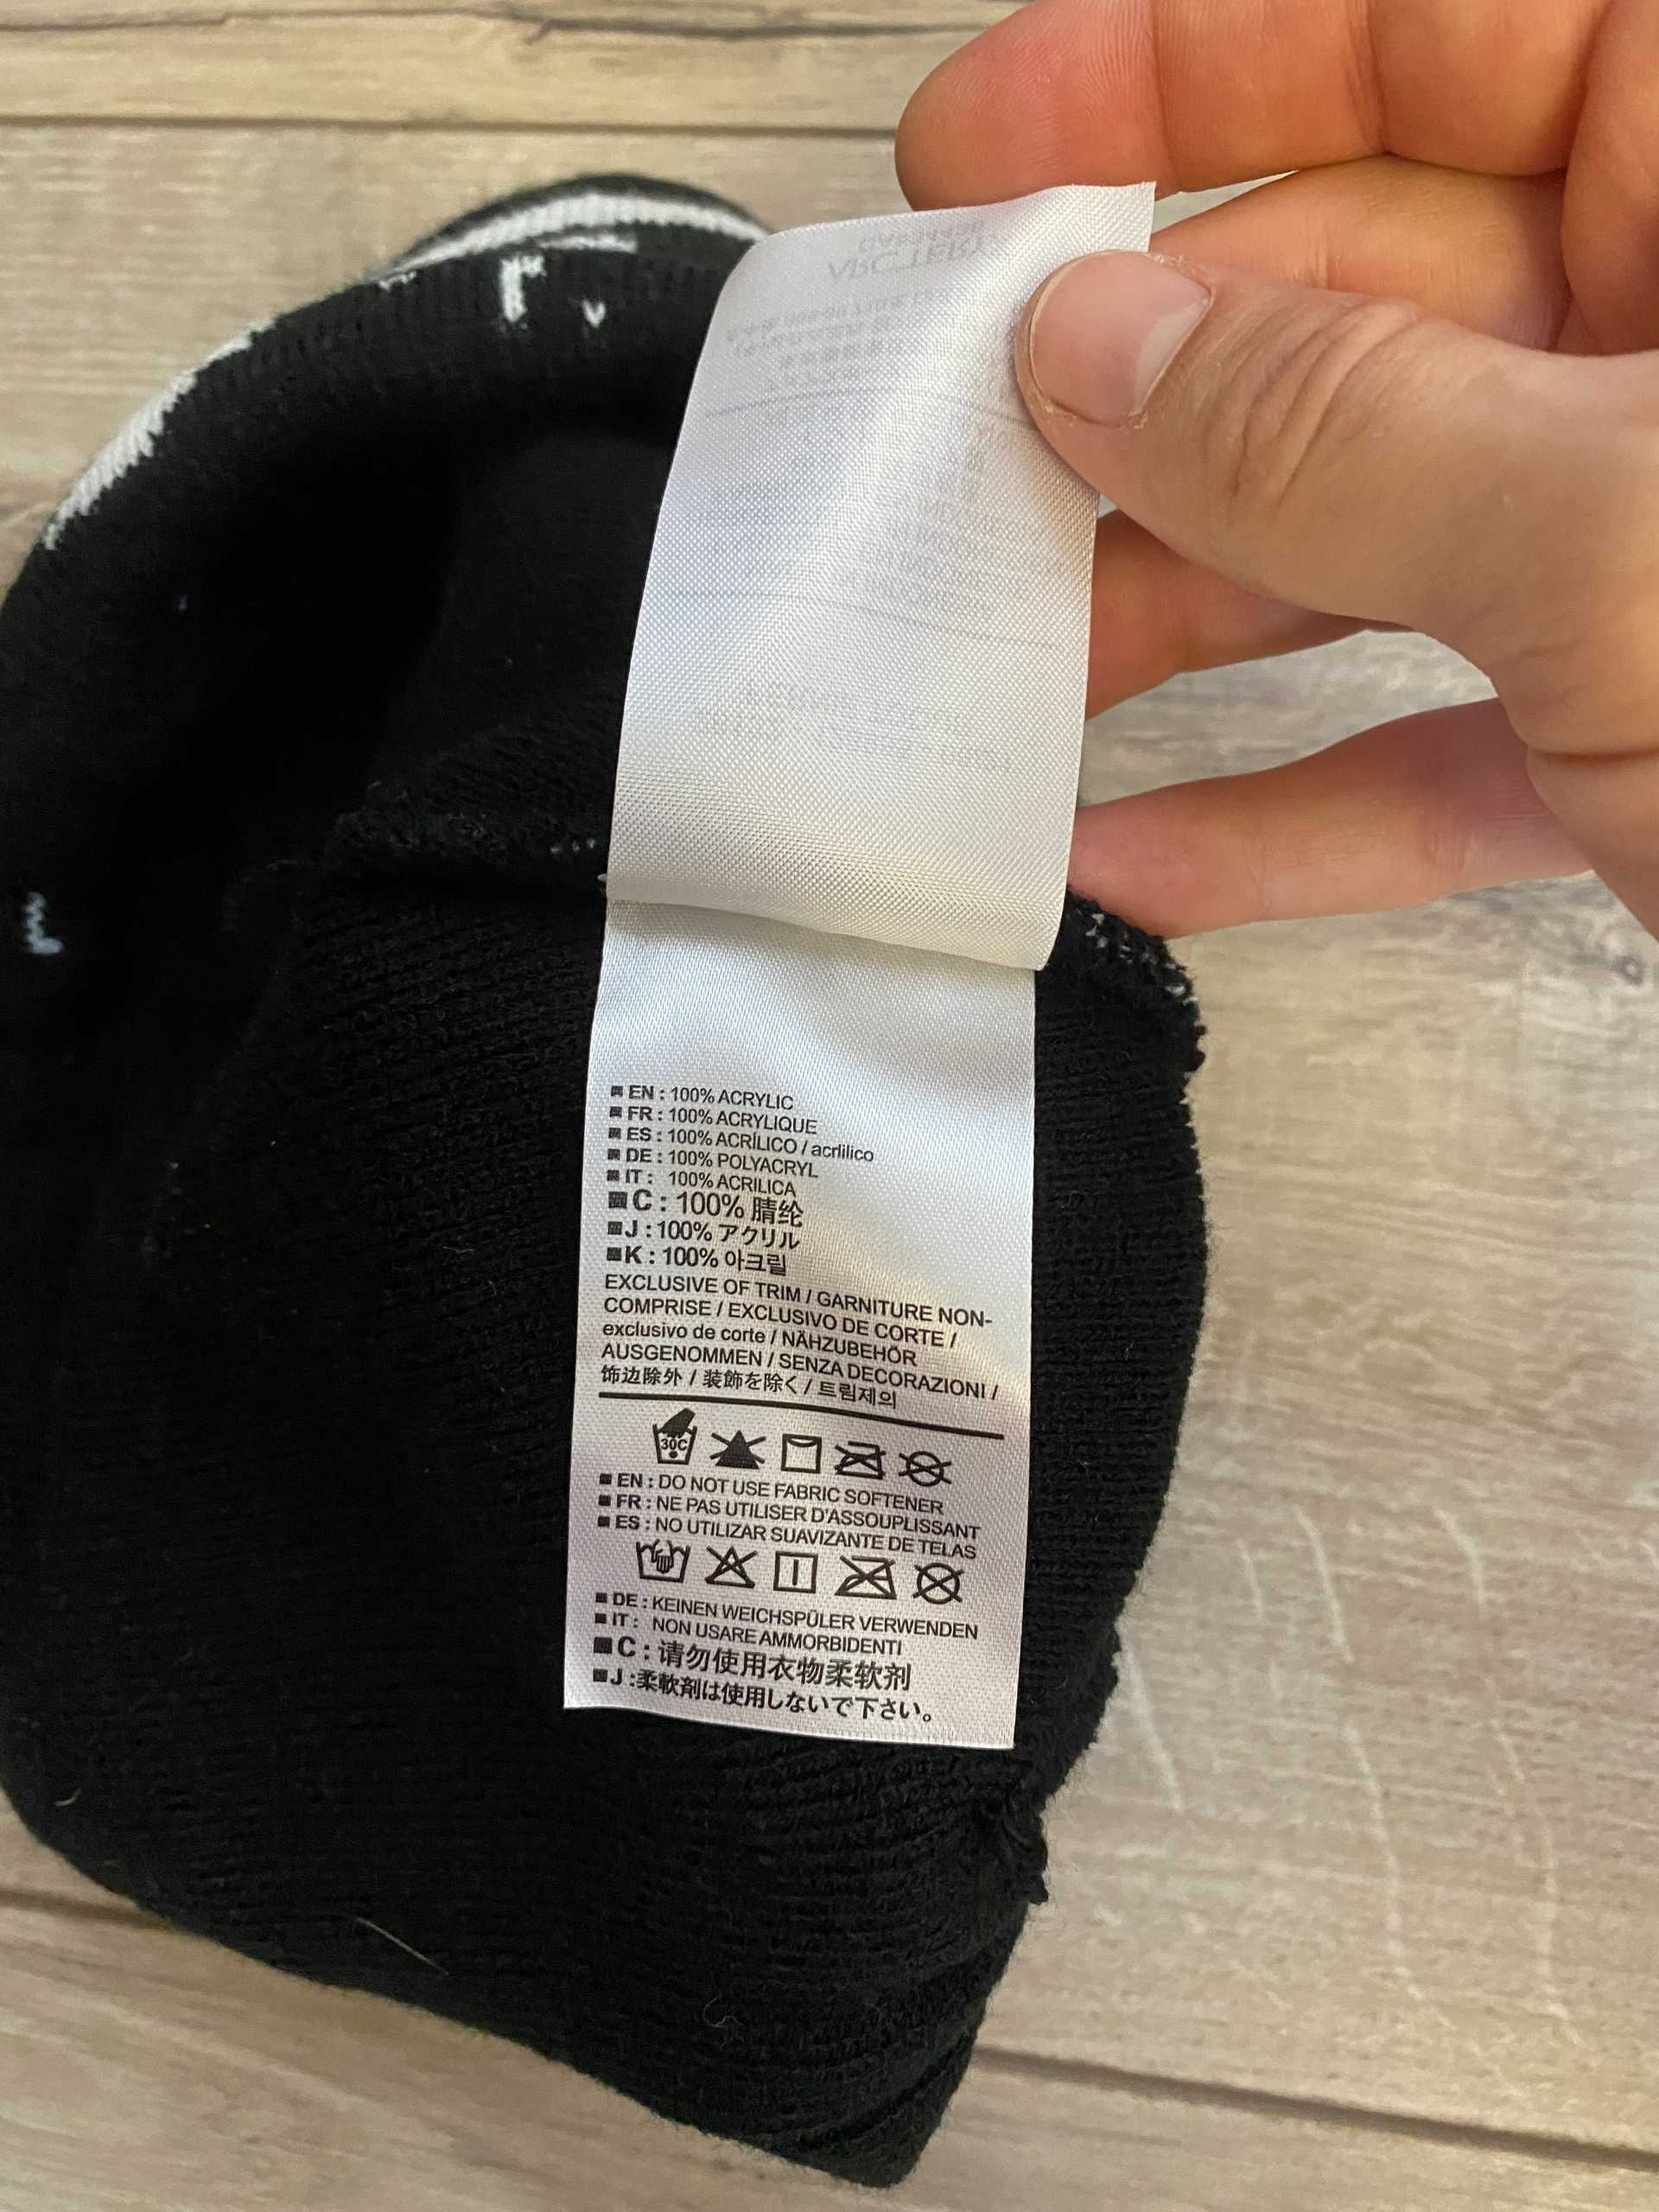 EN : 100% ACRYLIC
FR : 100% ACRYLIQUE
ES : 100% ACRÍLICO / acrlilico
DE : 100% POLYACRYL
IT : 100% ACRILICA
C : 100% 腈纶
J : 100% アクリル
K : 100% 아크릴
EXCLUSIVE OF TRIM / GARNITURE NON-
COMPRISE / EXCLUSIVO DE CORTE /
exclusivo de corte / NÄHZUBEHÖR
AUSGENOMMEN / SENZA DECORAZIONI /
饰边除外 / 装飾を除く / 트림제의
30C
EN : DO NOT USE FABRIC SOFTENER
FR : NE PAS UTILISER D'ASSOUPLISSANT
ES : NO UTILIZAR SUAVIZANTE DE TELAS
DE : KEINEN WEICHSPÜLER VERWENDEN
IT : NON USARE AMMORBIDENTI
C : 请勿使用衣物柔软剂
J : 柔軟剤は使用しないで下さい。